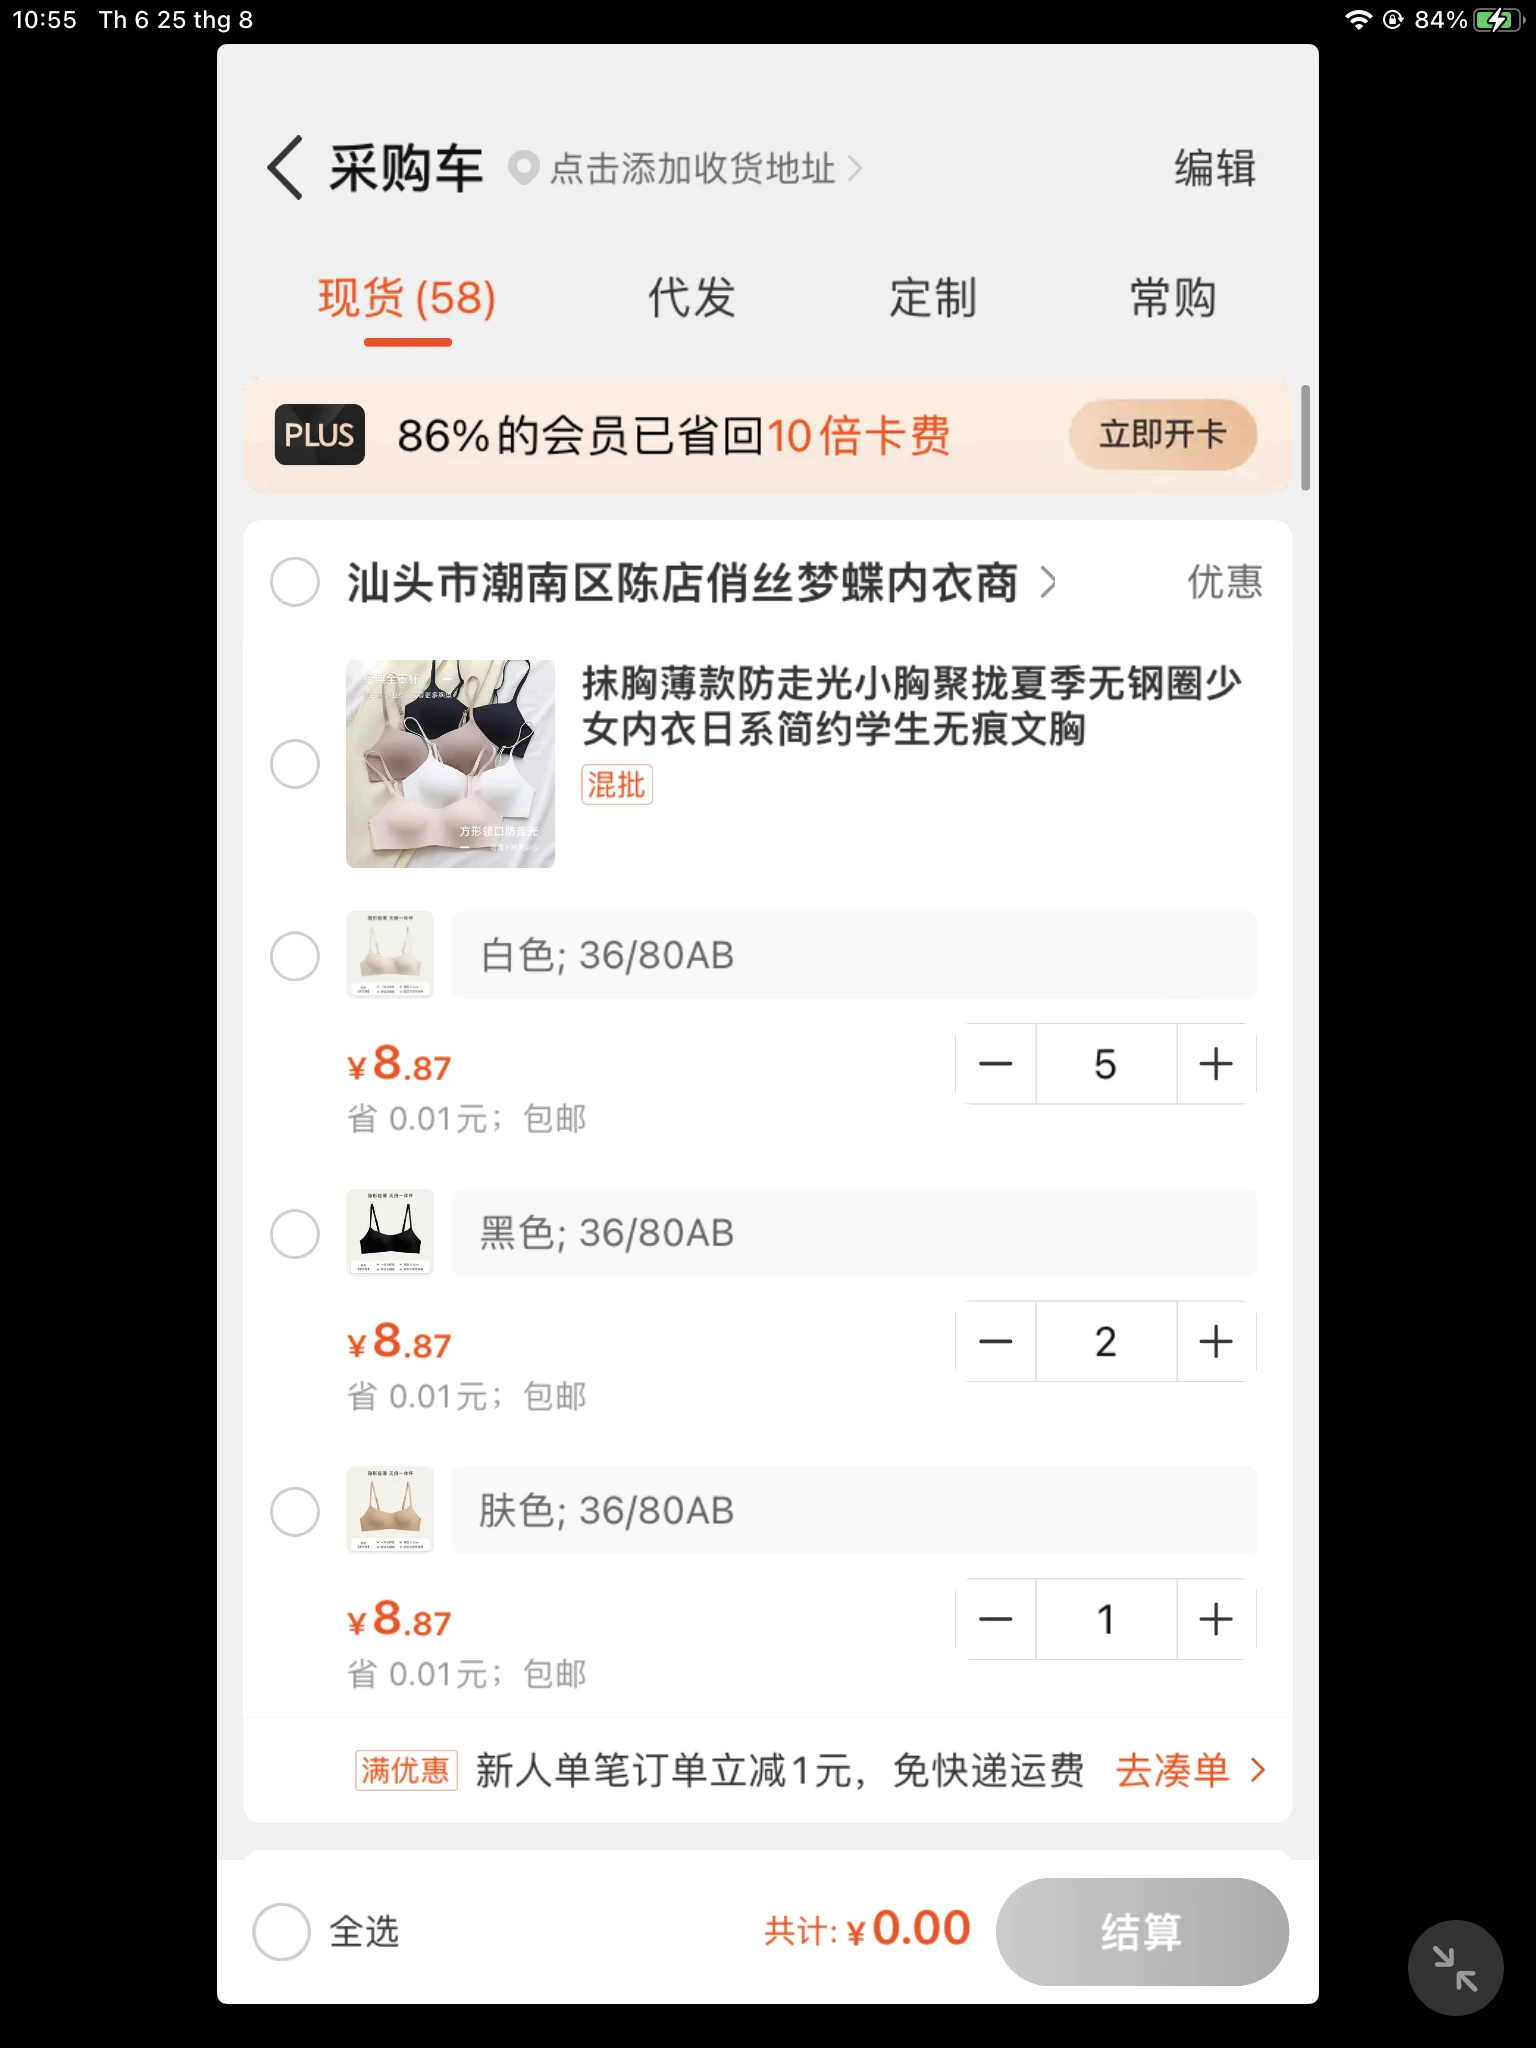 10:55 Th 6 25 thg 8
84%
采购车 点击添加收货地址 编辑
现货 (58) 代发 定制 常购
PLUS 86%的会员已省回10倍卡费 立即开卡
汕头市潮南区陈店俏丝梦蝶内衣商 优惠
抹胸薄款防走光小胸聚拢夏季无钢圈少
女内衣日系简约学生无痕文胸
混批
方形领口防走光
白色; 36/80AB
¥8.87 5
省 0.01元；包邮
黑色; 36/80AB
¥8.87 2
省 0.01元；包邮
肤色; 36/80AB
¥8.87 1
省 0.01元；包邮
满优惠 新人单笔订单立减1元，免快递运费 去凑单
全选 共计: ¥0.00 结算